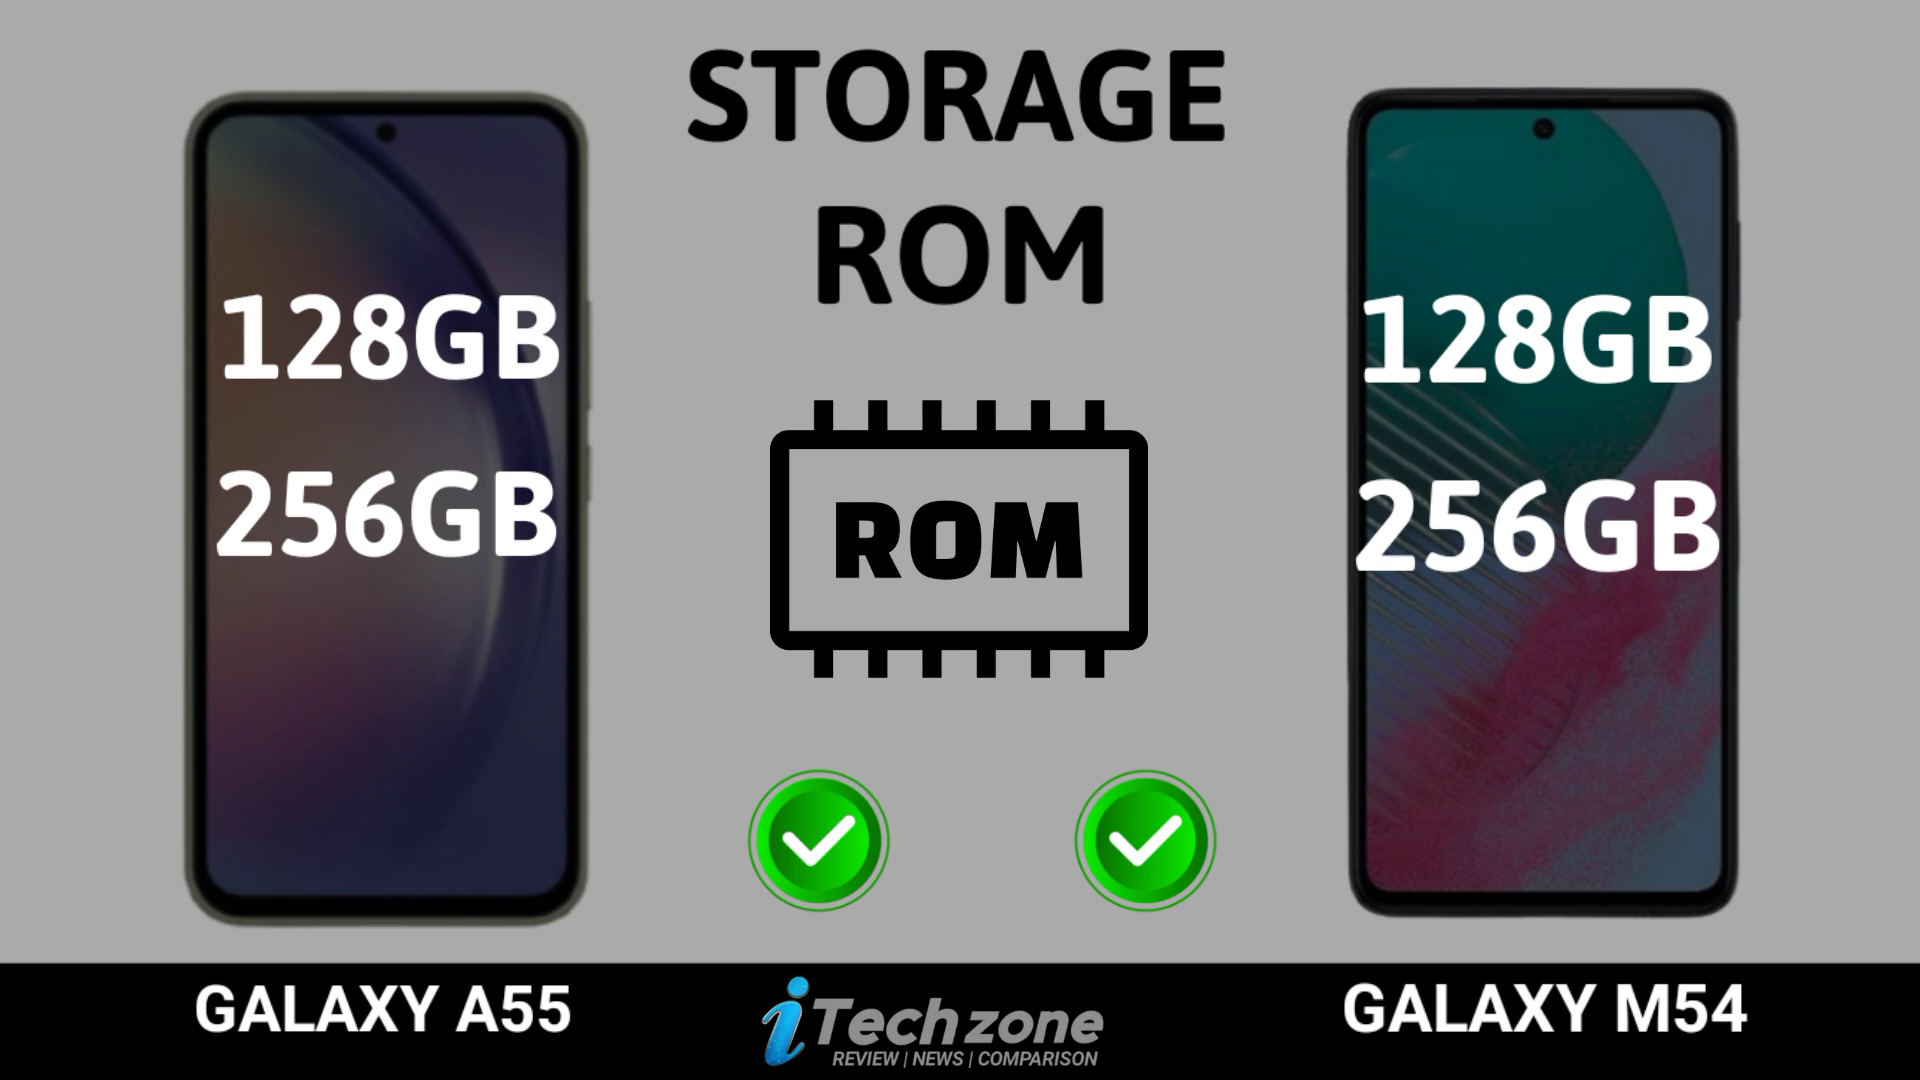 STORAGE
ROM
128GB
256GB
ROM
128GB
256GB
GALAXY A55
iTechzone
REVIEW | NEWS | COMPARISON
GALAXY M54